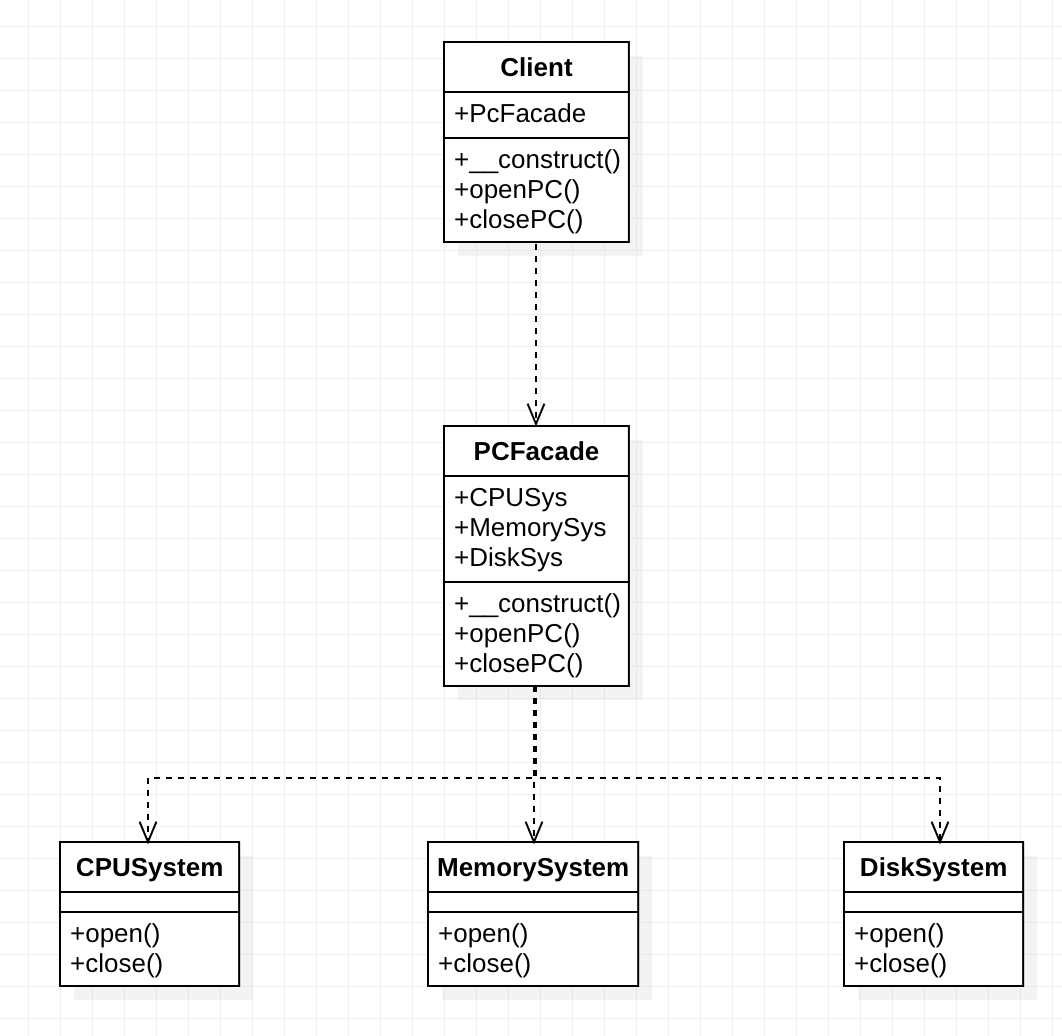 Client
+PcFacade
+__construct()
+openPC()
+closePC()
PCFacade
+CPUSys
+MemorySys
+DiskSys
+__construct()
+openPC()
+closePC()
CPUSystem
+open()
+close()
MemorySystem
+open()
+close()
DiskSystem
+open()
+close()